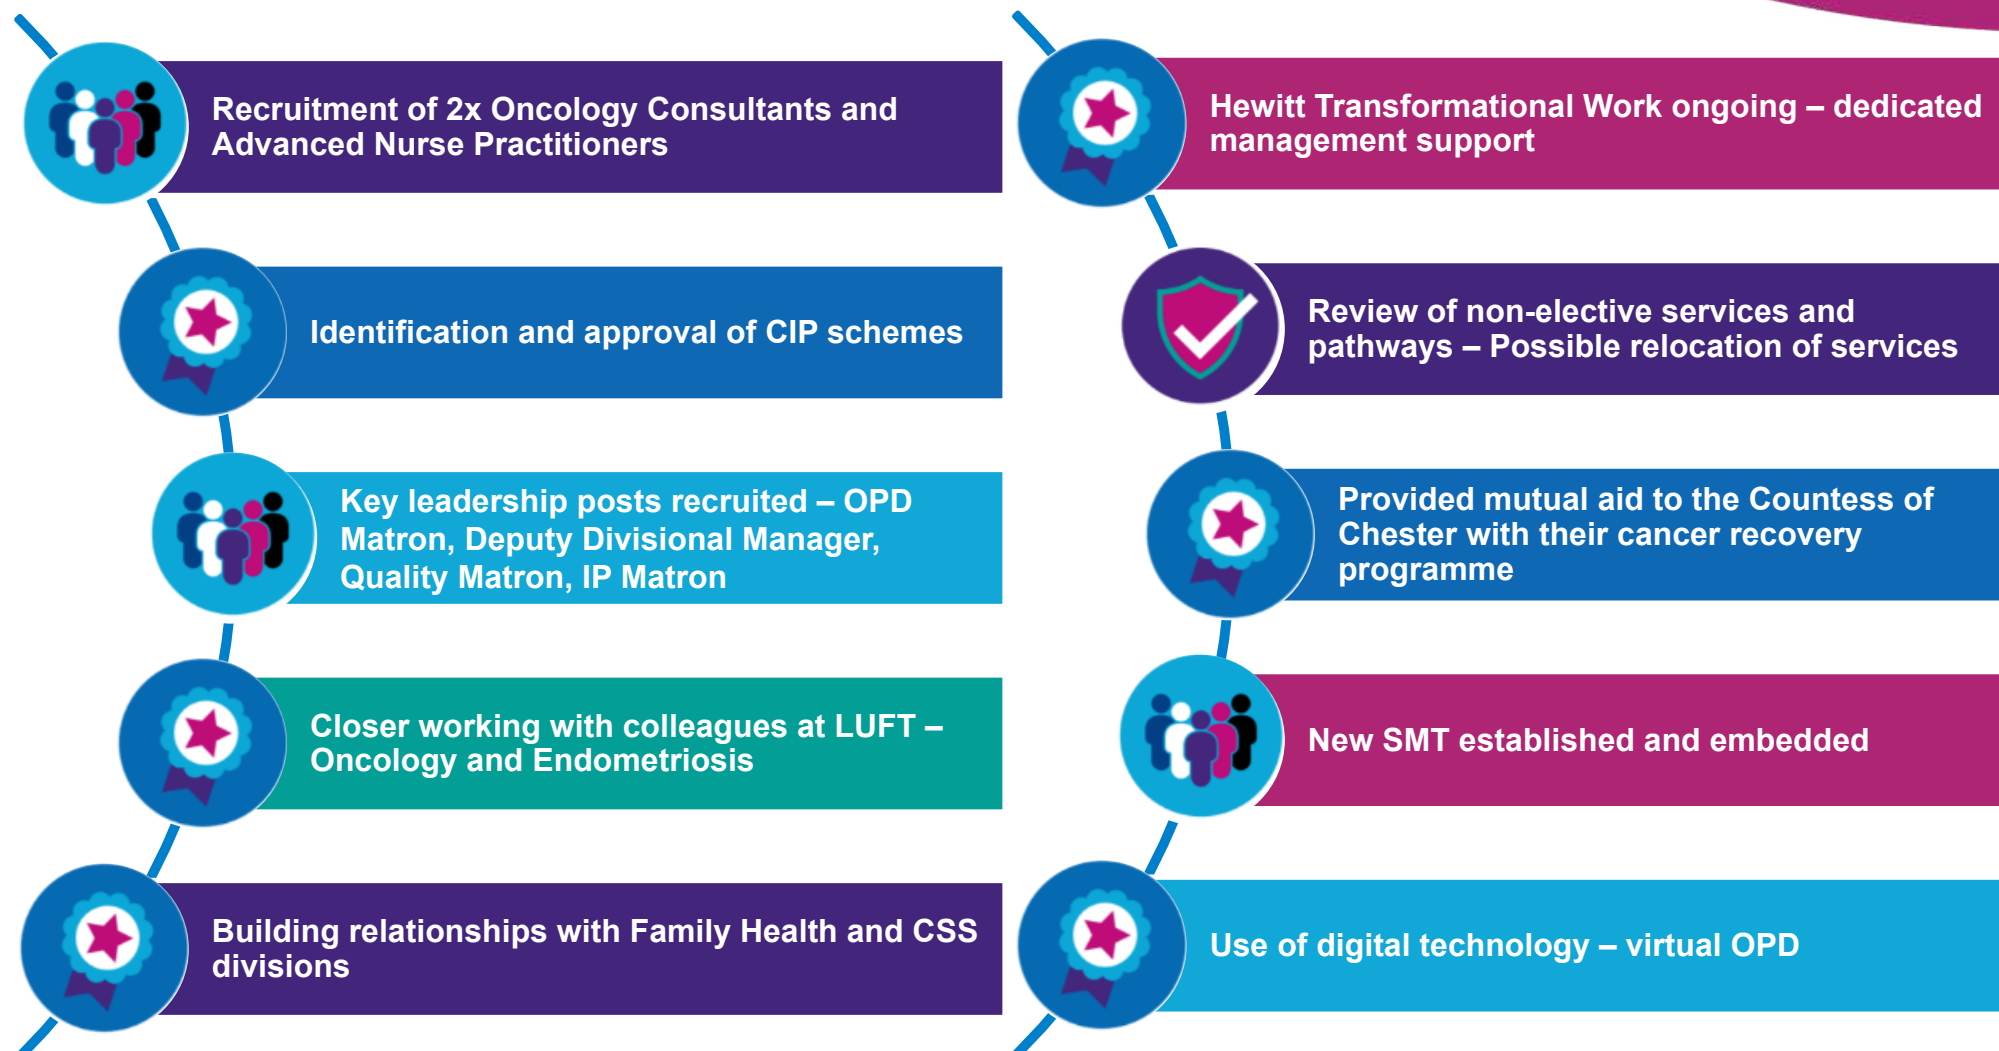 Recruitment of 2x Oncology Consultants and
Advanced Nurse Practitioners
Identification and approval of CIP schemes
Key leadership posts recruited – OPD
Matron, Deputy Divisional Manager,
Quality Matron, IP Matron
Closer working with colleagues at LUFT –
Oncology and Endometriosis
Building relationships with Family Health and CSS
divisions
Hewitt Transformational Work ongoing – dedicated
management support
Review of non-elective services and
pathways – Possible relocation of services
Provided mutual aid to the Countess of
Chester with their cancer recovery
programme
New SMT established and embedded
Use of digital technology – virtual OPD